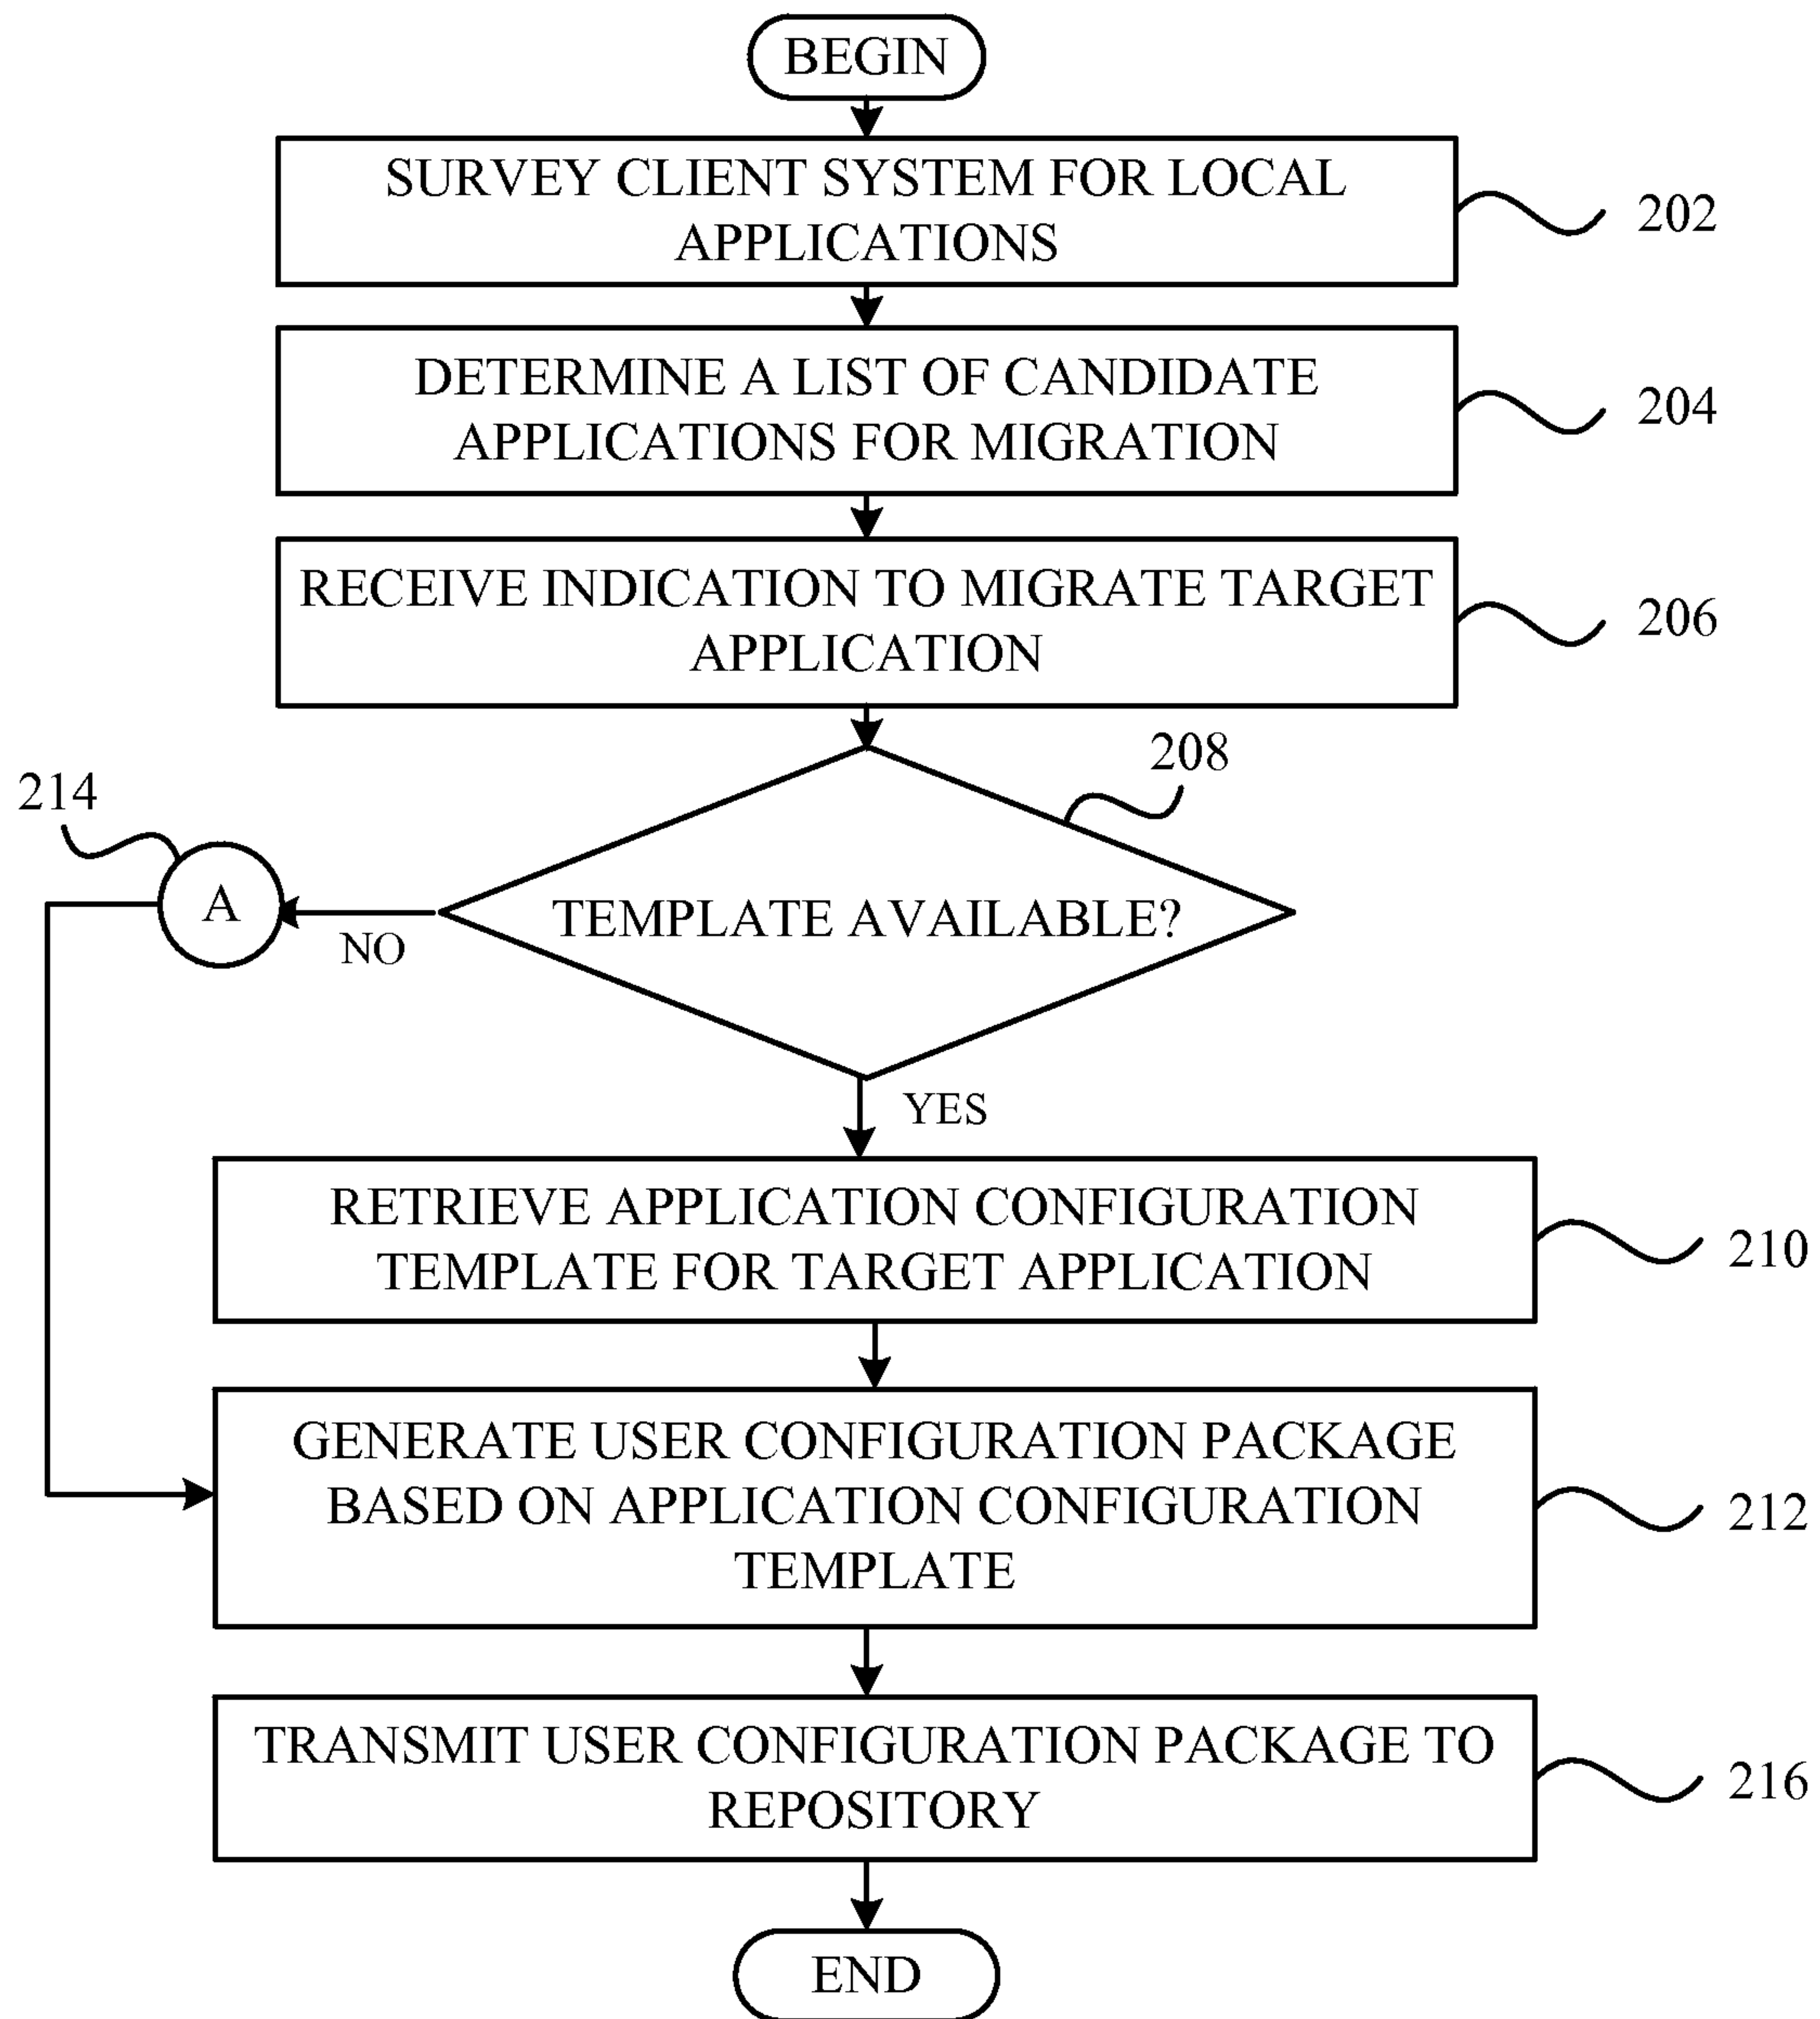 BEGIN
SURVEY CLIENT SYSTEM FOR LOCAL
APPLICATIONS
202
DETERMINE A LIST OF CANDIDATE
APPLICATIONS FOR MIGRATION
204
RECEIVE INDICATION TO MIGRATE TARGET
APPLICATION
206
208
214
TEMPLATE AVAILABLE?
A
NO
YES
RETRIEVE APPLICATION CONFIGURATION
TEMPLATE FOR TARGET APPLICATION
210
GENERATE USER CONFIGURATION PACKAGE
BASED ON APPLICATION CONFIGURATION
TEMPLATE
212
TRANSMIT USER CONFIGURATION PACKAGE TO
REPOSITORY
216
END